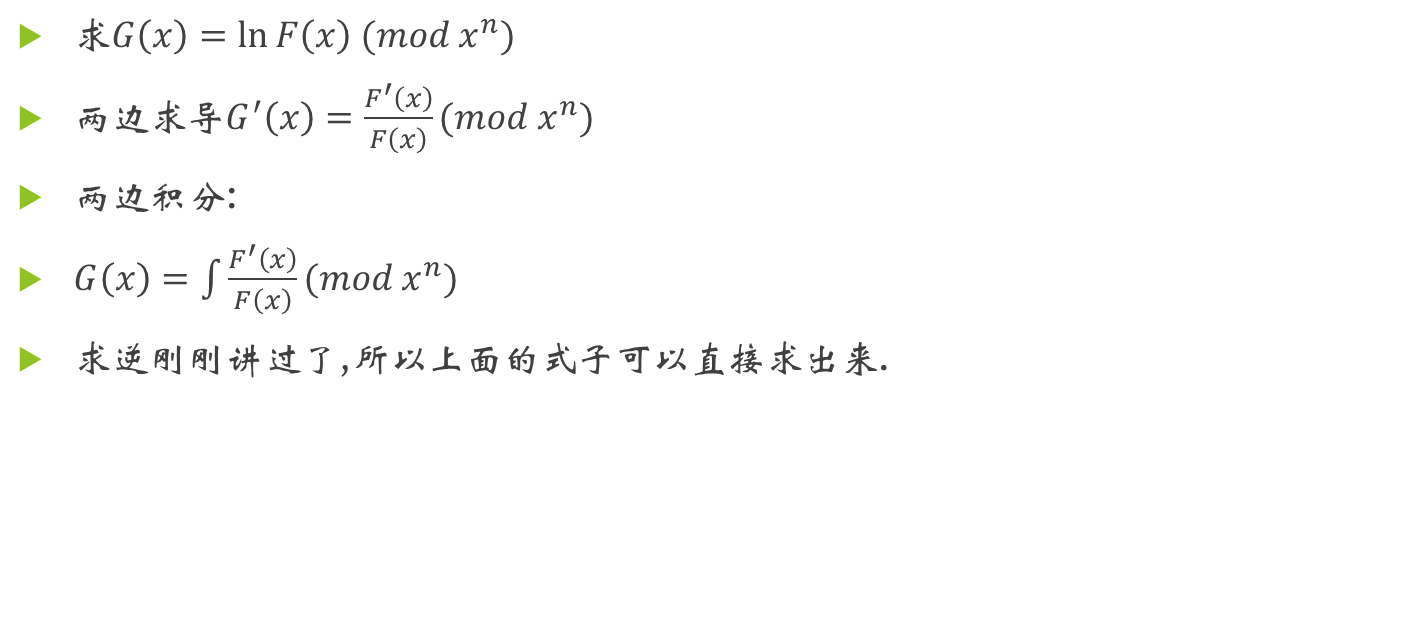 求G(x) = ln F(x) (mod xⁿ)
两边求导G′(x) = F′(x)/F(x) (mod xⁿ)
两边积分:
G(x) = ∫ F′(x)/F(x) (mod xⁿ)
求逆刚刚讲过了,所以上面的式子可以直接求出来.